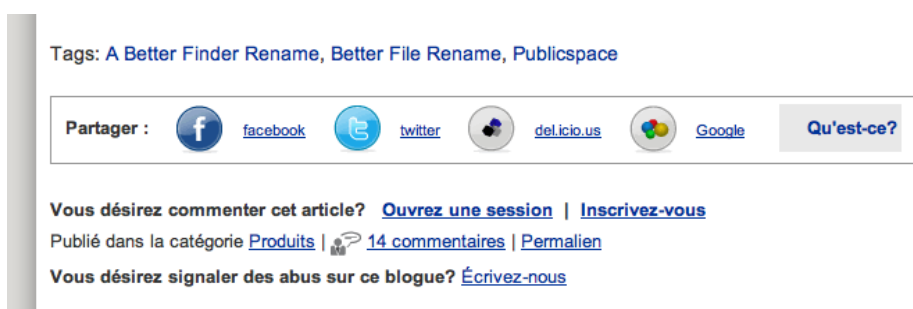 Tags: A Better Finder Rename, Better File Rename, Publicspace
Partager : facebook twitter del.icio.us Google Qu'est-ce?
Vous désirez commenter cet article? Ouvrez une session | Inscrivez-vous
Publié dans la catégorie Produits | 14 commentaires | Permalien
Vous désirez signaler des abus sur ce blogue? Écrivez-nous